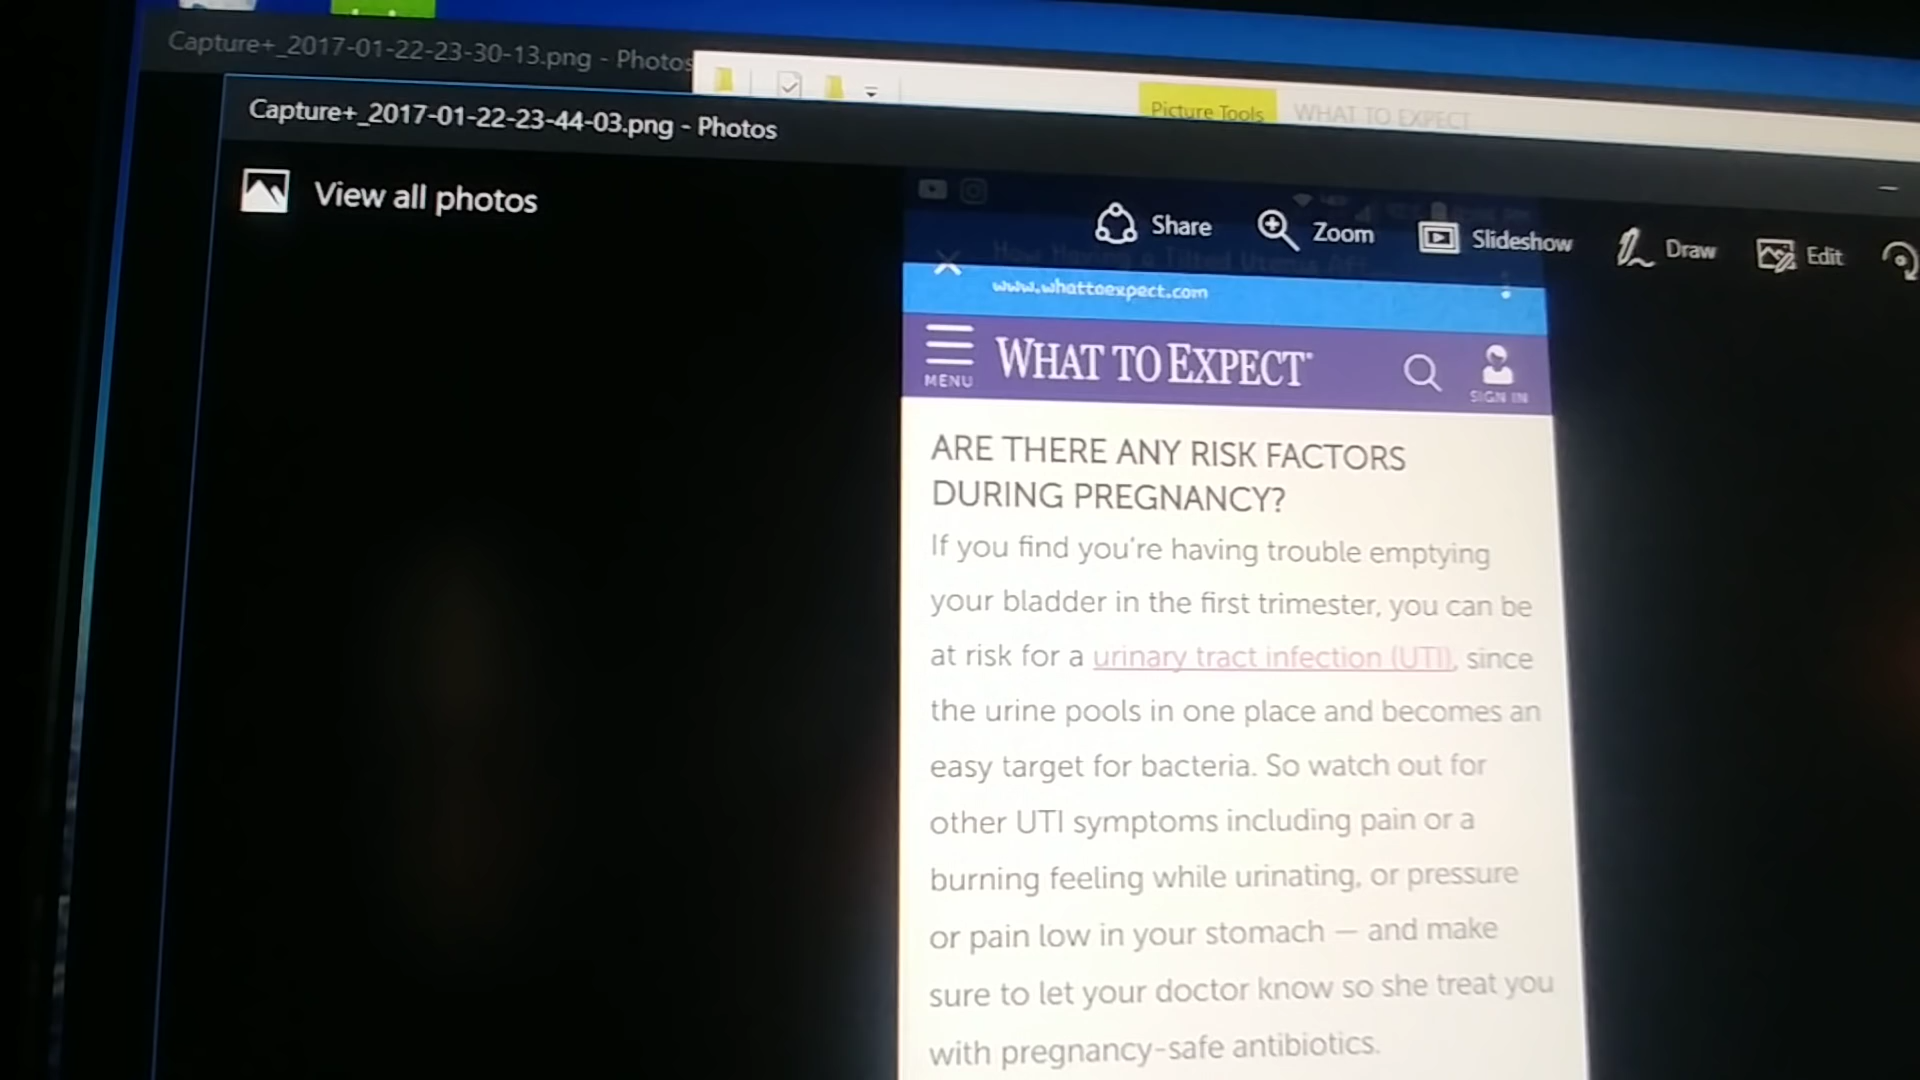 Capture+_2017-01-22-23-30-13.png - Photos
Picture Tools
WHAT TO EXPECT
Capture+_2017-01-22-23-44-03.png - Photos
View all photos
Share
Zoom
Slideshow
Draw
Edit
How Having a Tilted Uterus Aff
www.whattoexpect.com
MENU
WHAT TO EXPECT
SIGN IN
ARE THERE ANY RISK FACTORS
DURING PREGNANCY?
If you find you're having trouble emptying
your bladder in the first trimester, you can be
at risk for a urinary tract infection (UTI), since
the urine pools in one place and becomes an
easy target for bacteria. So watch out for
other UTI symptoms including pain or a
burning feeling while urinating, or pressure
or pain low in your stomach — and make
sure to let your doctor know so she treat you
with pregnancy-safe antibiotics.